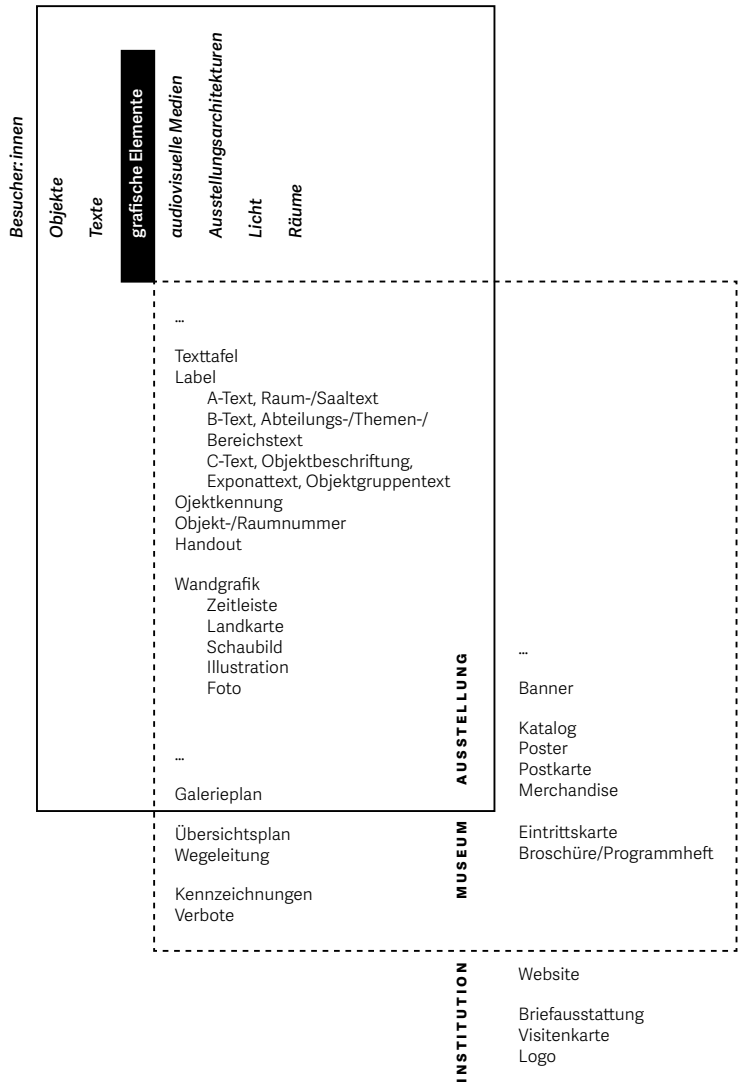 Besucher:innen
Objekte
Texte
grafische Elemente
audiovisuelle Medien
Ausstellungsarchitekturen
Licht
Räume
...
Texttafel
Label
A-Text, Raum-/Saaltext
B-Text, Abteilungs-/Themen-/
Bereichstext
C-Text, Objektbeschriftung,
Exponattext, Objektgruppentext
Ojektkennung
Objekt-/Raumnummer
Handout
Wandgrafik
Zeitleiste
Landkarte
Schaubild
Illustration
Foto
...
Galerieplan
Übersichtsplan
Wegeleitung
Kennzeichnungen
Verbote
AUSSTELLUNG
MUSEUM
INSTITUTION
...
Banner
Katalog
Poster
Postkarte
Merchandise
Eintrittskarte
Broschüre/Programmheft
Website
Briefausstattung
Visitenkarte
Logo